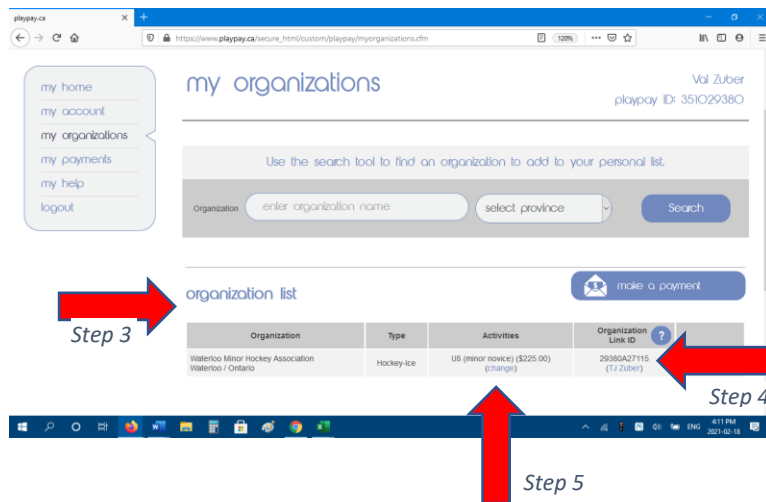 playpay.ca
https://www.playpay.ca/secure_html/custom/playpay/myorganizations.cfm
120%
my home
my account
my organizations
my payments
my help
logout
my organizations
Val Zuber
playpay ID: 351029380
Use the search tool to find an organization to add to your personal list.
Organization
enter organization name
select province
Search
organization list
make a payment
Step 3
Organization
Type
Activities
Organization
Link ID
?
Waterloo Minor Hockey Association
Waterloo / Ontario
Hockey-Ice
U8 (minor novice) ($225.00)
(change)
29380A27115
(TJ Zuber)
Step 4
ENG
4:11 PM
2021-02-18
Step 5